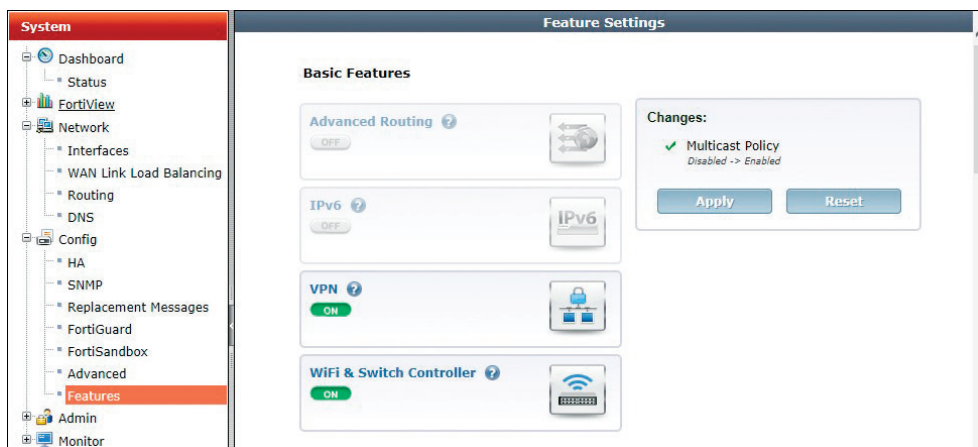 System
Dashboard
Status
FortiView
Network
Interfaces
WAN Link Load Balancing
Routing
DNS
Config
HA
SNMP
Replacement Messages
FortiGuard
FortiSandbox
Advanced
Features
Admin
Monitor
Feature Settings
Basic Features
Advanced Routing ?
OFF
IPv6 ?
OFF
IPv6
VPN ?
ON
WiFi & Switch Controller ?
ON
Changes:
Multicast Policy
Disabled -> Enabled
Apply Reset